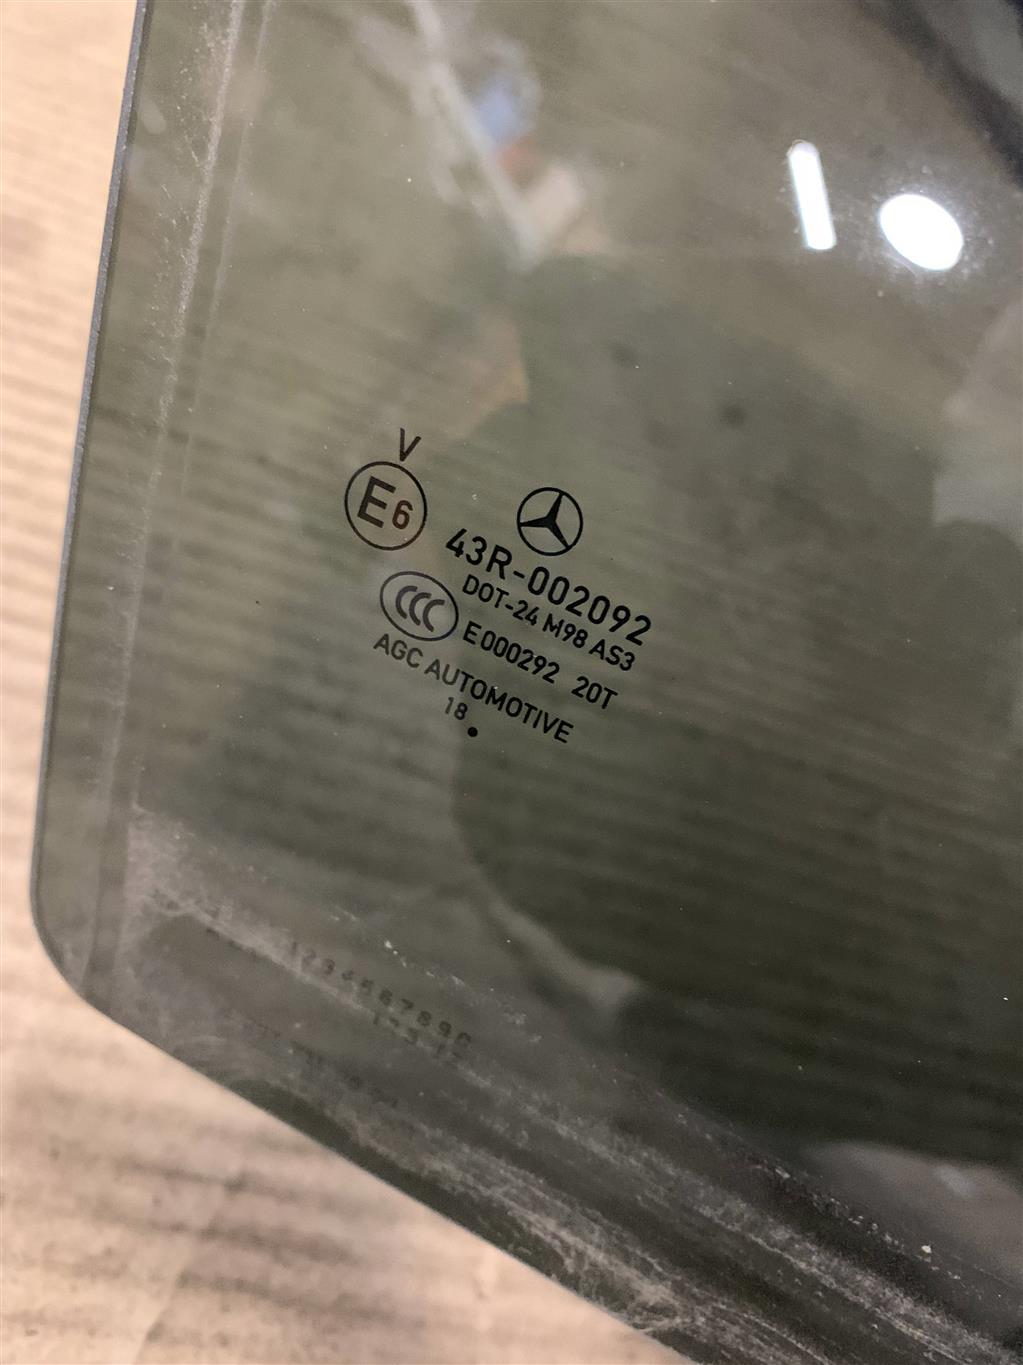 V
E6
43R-002092
DOT-24 M98 AS3
CCC
E000292 20T
AGC AUTOMOTIVE
18
1234567890